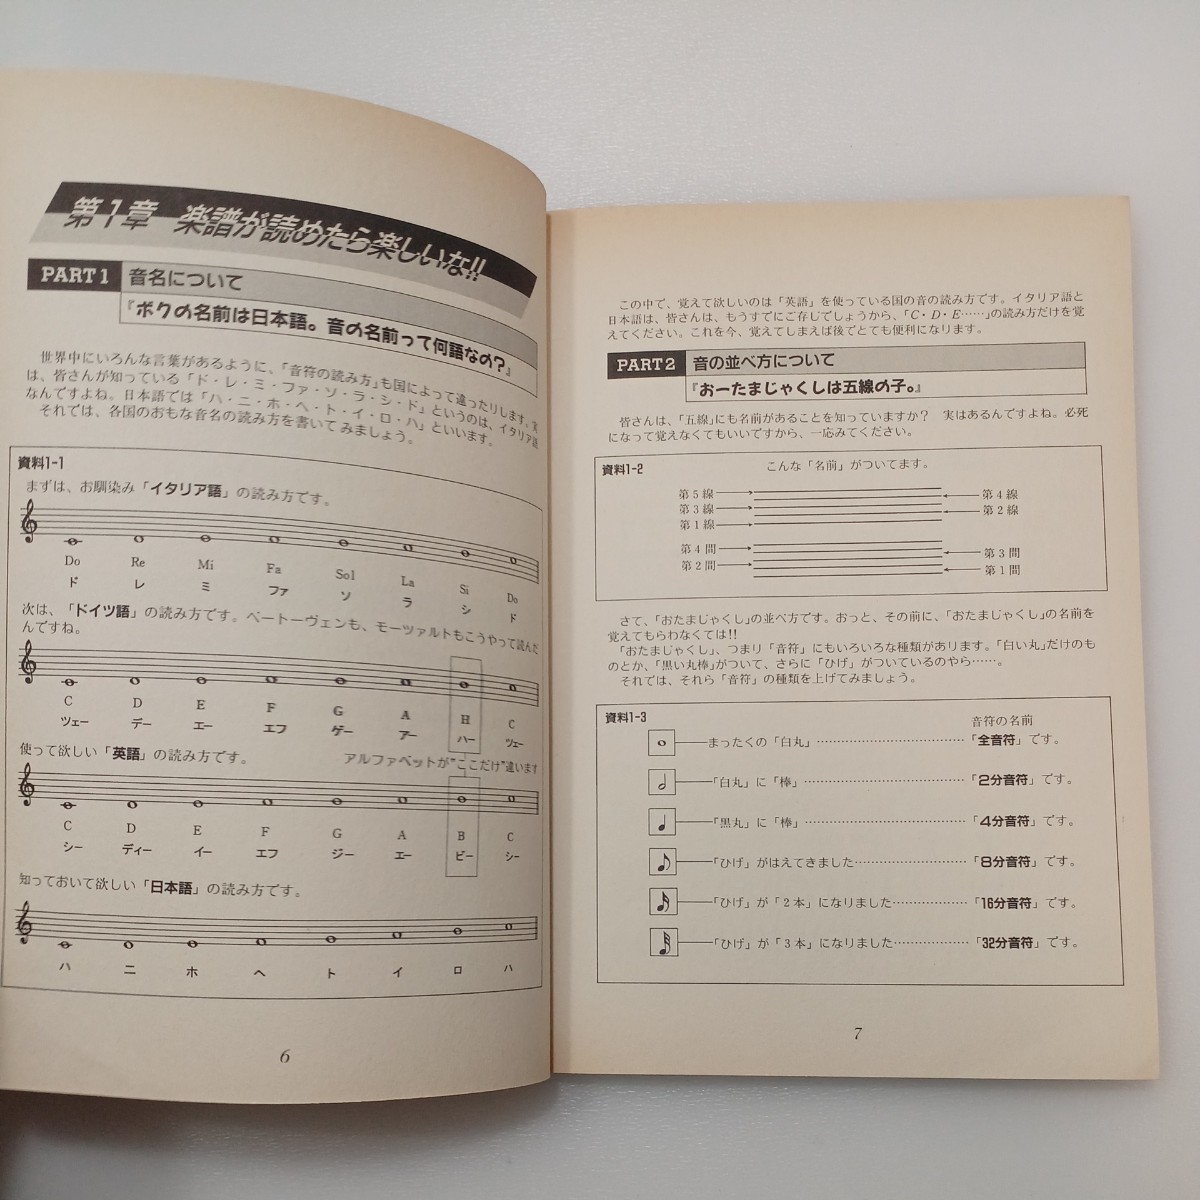 第1章 楽譜が読めたら楽しいな!!
PART1 音名について
『ボクの名前は日本語。音の名前って何語なの?』
世界中にいろんな言葉があるように、「音符の読み方」も国によって違ったりします。実
は、皆さんが知っている「ド・レ・ミ・ファ・ソ・ラ・シ・ド」というのは、イタリア語
なんですよね。日本語では「ハ・ニ・ホ・ヘ・ト・イ・ロ・ハ」といいます。
それでは、各国のおもな音名の読み方を書いてみましょう。
資料1-1
まずは、お馴染み「イタリア語」の読み方です。
Do Re Mi Fa Sol La Si Do
ド レ ミ ファ ソ ラ シ ド
次は、「ドイツ語」の読み方です。ベートーヴェンも、モーツァルトもこうやって読んだ
んですね。
C D E F G A H C
ツェー デー エー エフ ゲー アー ハー ツェー
使って欲しい「英語」の読み方です。 アルファベットが"ここだけ"違います
C D E F G A B C
シー ディー イー エフ ジー エー ビー シー
知っておいて欲しい「日本語」の読み方です。
ハ ニ ホ ヘ ト イ ロ ハ
6
この中で、覚えて欲しいのは「英語」を使っている国の音の読み方です。イタリア語と
日本語は、皆さんは、もうすでにご存じでしょうから、「C・D・E……」の読み方だけを覚
えてください。これを今、覚えてしまえば後でとても便利になります。
PART2 音の並べ方について
『おーたまじゃくしは五線の子。』
皆さんは、「五線」にも名前があることを知っていますか? 実はあるんですよね。必死
になって覚えなくてもいいですから、一応みてください。
資料1-2 こんな「名前」がついてます。
第5線 第4線
第3線 第2線
第1線
第4間 第3間
第2間 第1間
さて、「おたまじゃくし」の並べ方です。おっと、その前に、「おたまじゃくし」の名前を
覚えてもらわなくては!!
「おたまじゃくし」、つまり「音符」にもいろいろな種類があります。「白い丸」だけのも
のとか、「黒い丸棒」がついて、さらに「ひげ」がついているのやら……。
それでは、それら「音符」の種類を上げてみましょう。
資料1-3 音符の名前
まったくの「白丸」……………………「全音符」です。
「白丸」に「棒」………………………「2分音符」です。
「黒丸」に「棒」………………………「4分音符」です。
「ひげ」がはえてきました………………「8分音符」です。
「ひげ」が「2本」になりました…………「16分音符」です。
「ひげ」が「3本」になりました…………「32分音符」です。
7